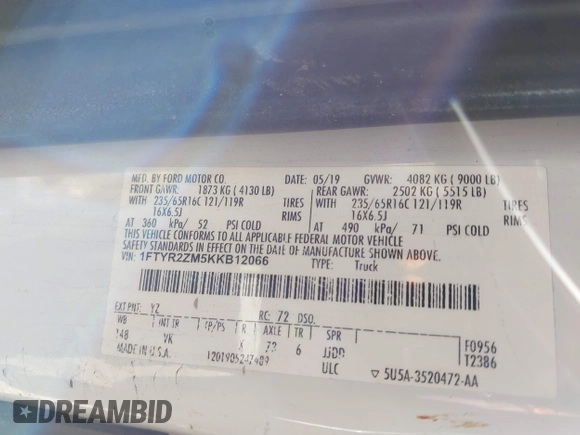 MFD. BY FORD MOTOR CO.
05/19 GVWR: 4082 KG ( 9000 LB)
FRONT GAWR: 1873 KG ( 4130 LB)
REAR GAWR: 2502 KG ( 5515 LB)
WITH 235/65R16C 121/119R TIRES
WITH 235/65R16C 121/119R TIRES
16X6.5J RIMS
16X6.5J RIMS
AT 360 kPa/ 52 PSI COLD
AT 490 kPa/ 71 PSI COLD
THIS VEHICLE CONFORMS TO ALL APPLICABLE FEDERAL MOTOR VEHICLE
SAFETY STANDARDS IN EFFECT ON THE DATE OF MANUFACTURE SHOWN ABOVE.
VIN: 1FTYR2ZM5KKB12066
TYPE: Truck
EXT PNT: YZ RC: 72 DSO:
WB INT TR TP/PS R AXLE TR SPR
148 VK 73 6 JJDD
F0956
T2386
MADE IN U.S.A.
ULC
5U5A-3520472-AA
DREAMBID